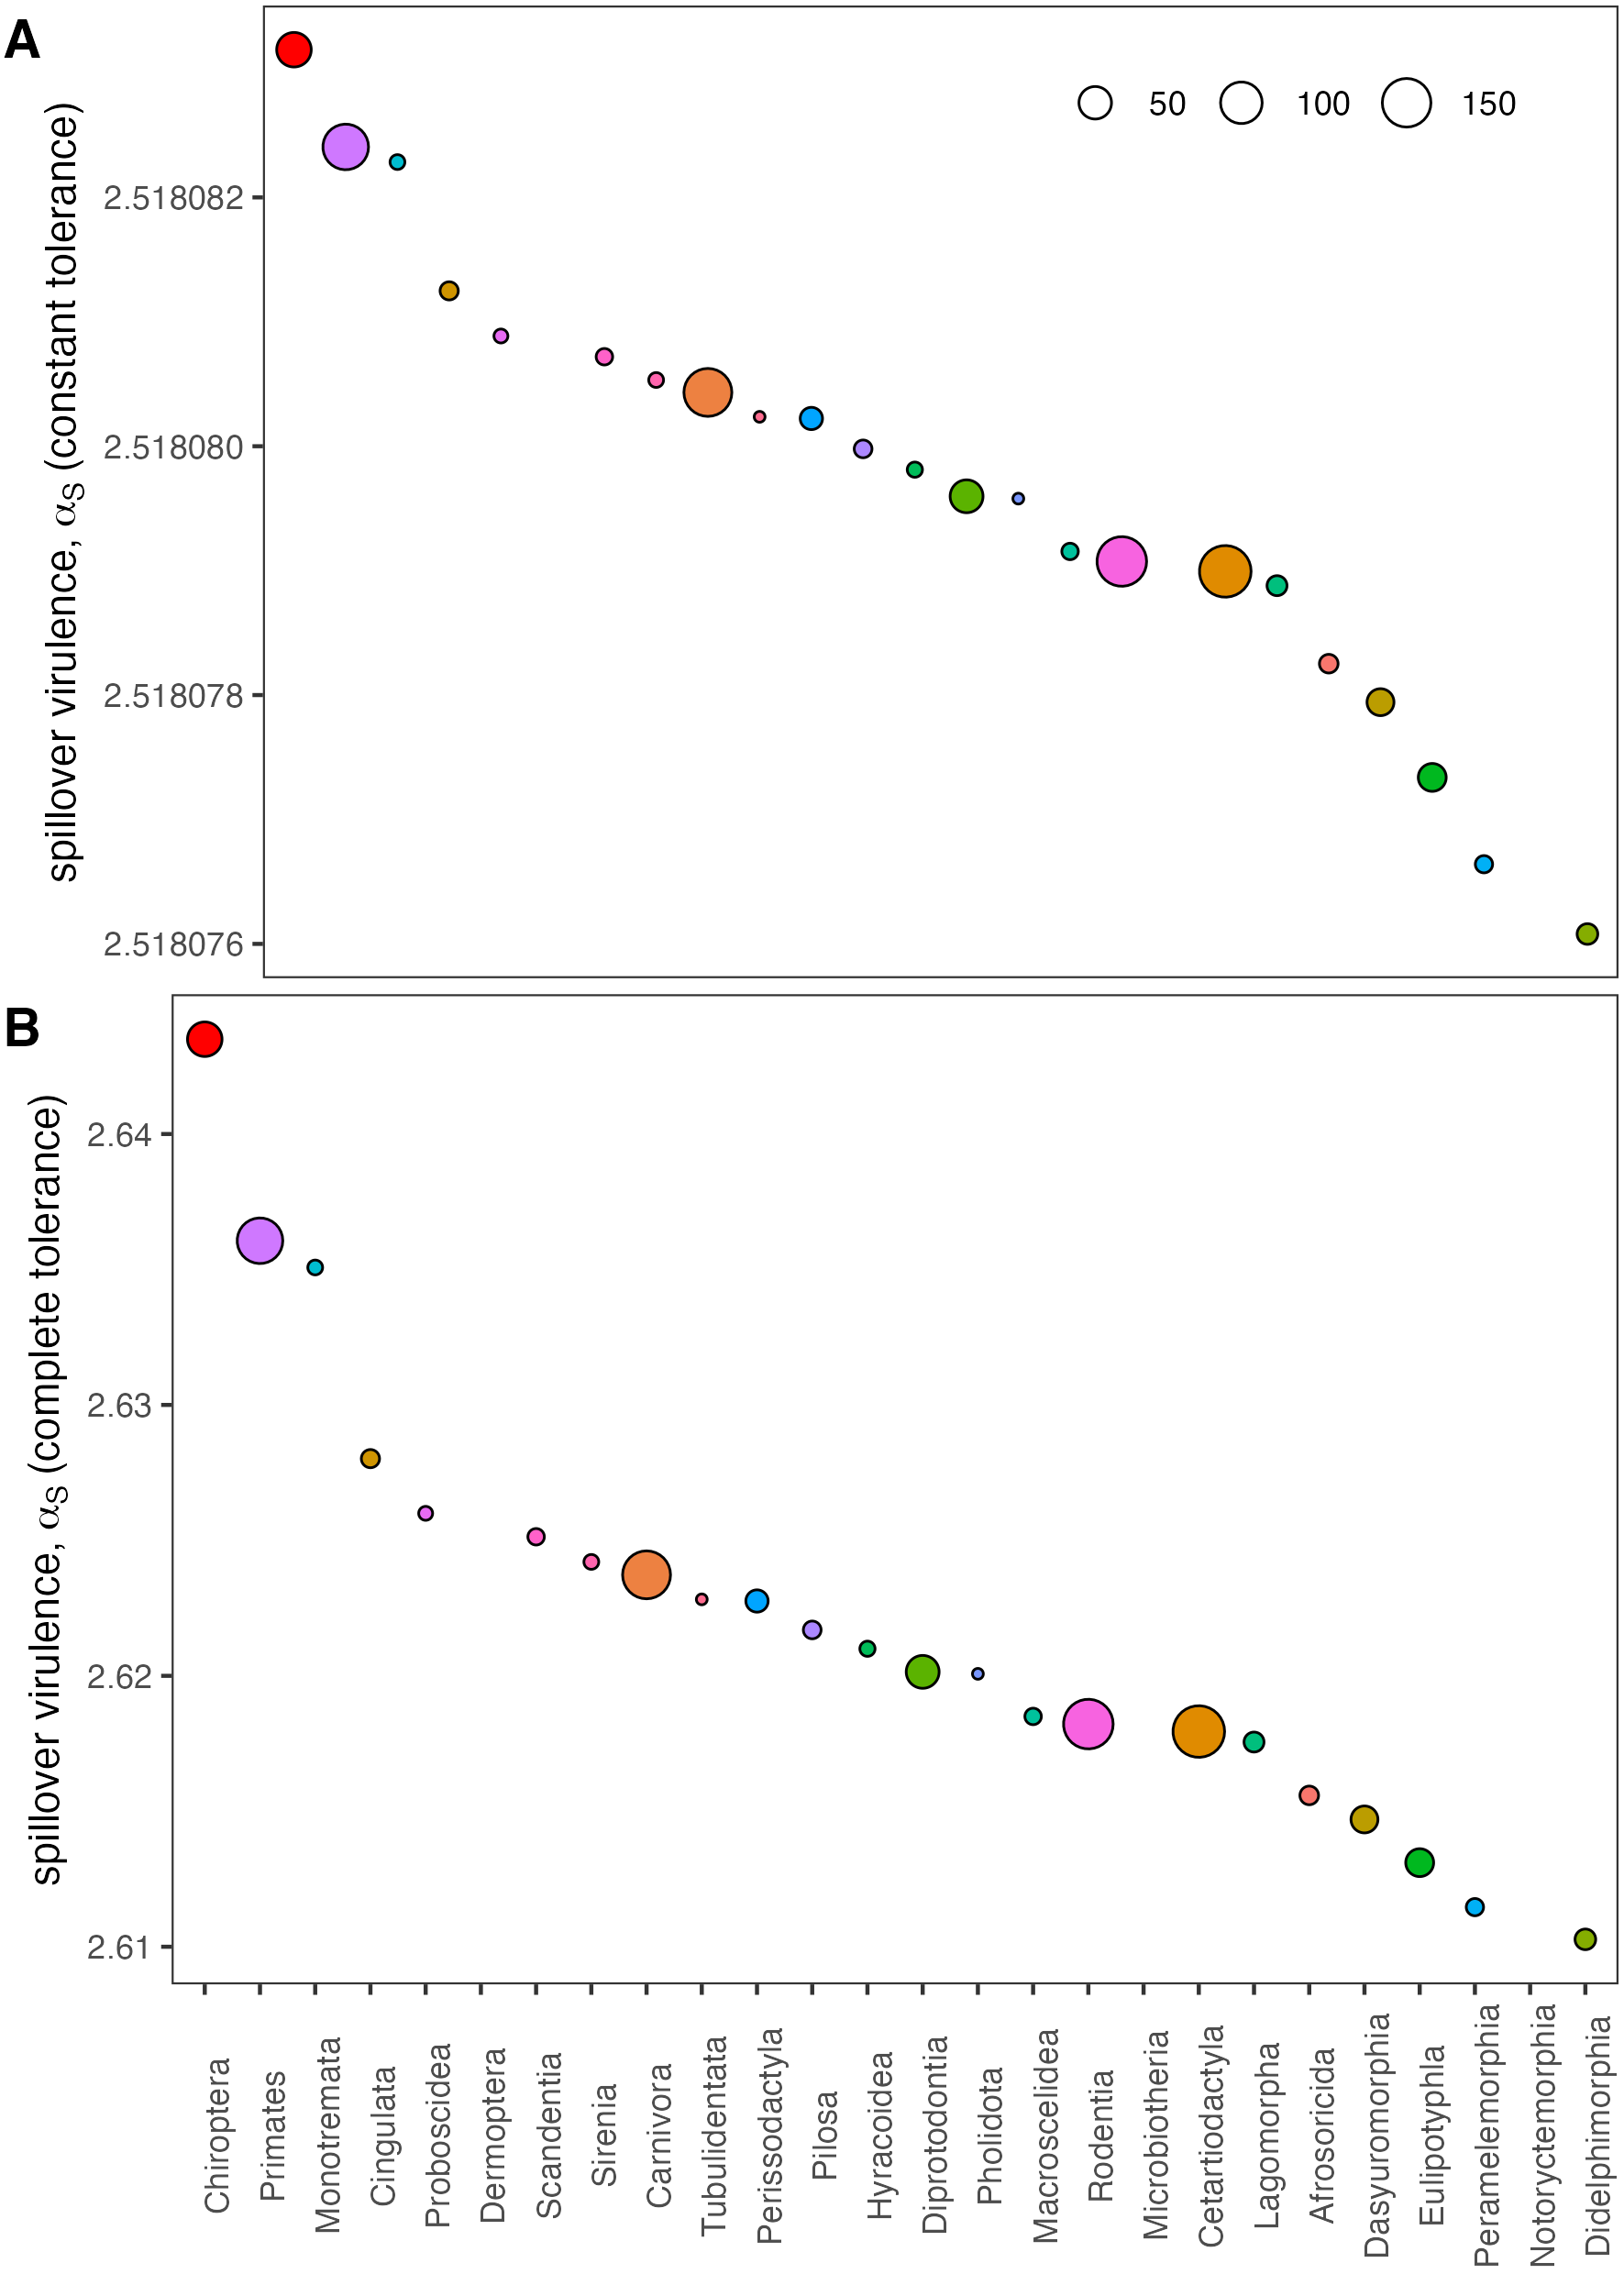 A
spillover virulence, αS (constant tolerance)
50 100 150
2.518082
2.518080
2.518078
2.518076
B
spillover virulence, αS (complete tolerance)
2.64
2.63
2.62
2.61
Chiroptera
Primates
Monotremata
Cingulata
Proboscidea
Dermoptera
Scandentia
Sirenia
Carnivora
Tubulidentata
Perissodactyla
Pilosa
Hyracoidea
Diprotodontia
Pholidota
Macroscelidea
Rodentia
Microbiotheria
Cetartiodactyla
Lagomorpha
Afrosoricida
Dasyuromorphia
Eulipotyphla
Peramelemorphia
Notoryctemorphia
Didelphimorphia